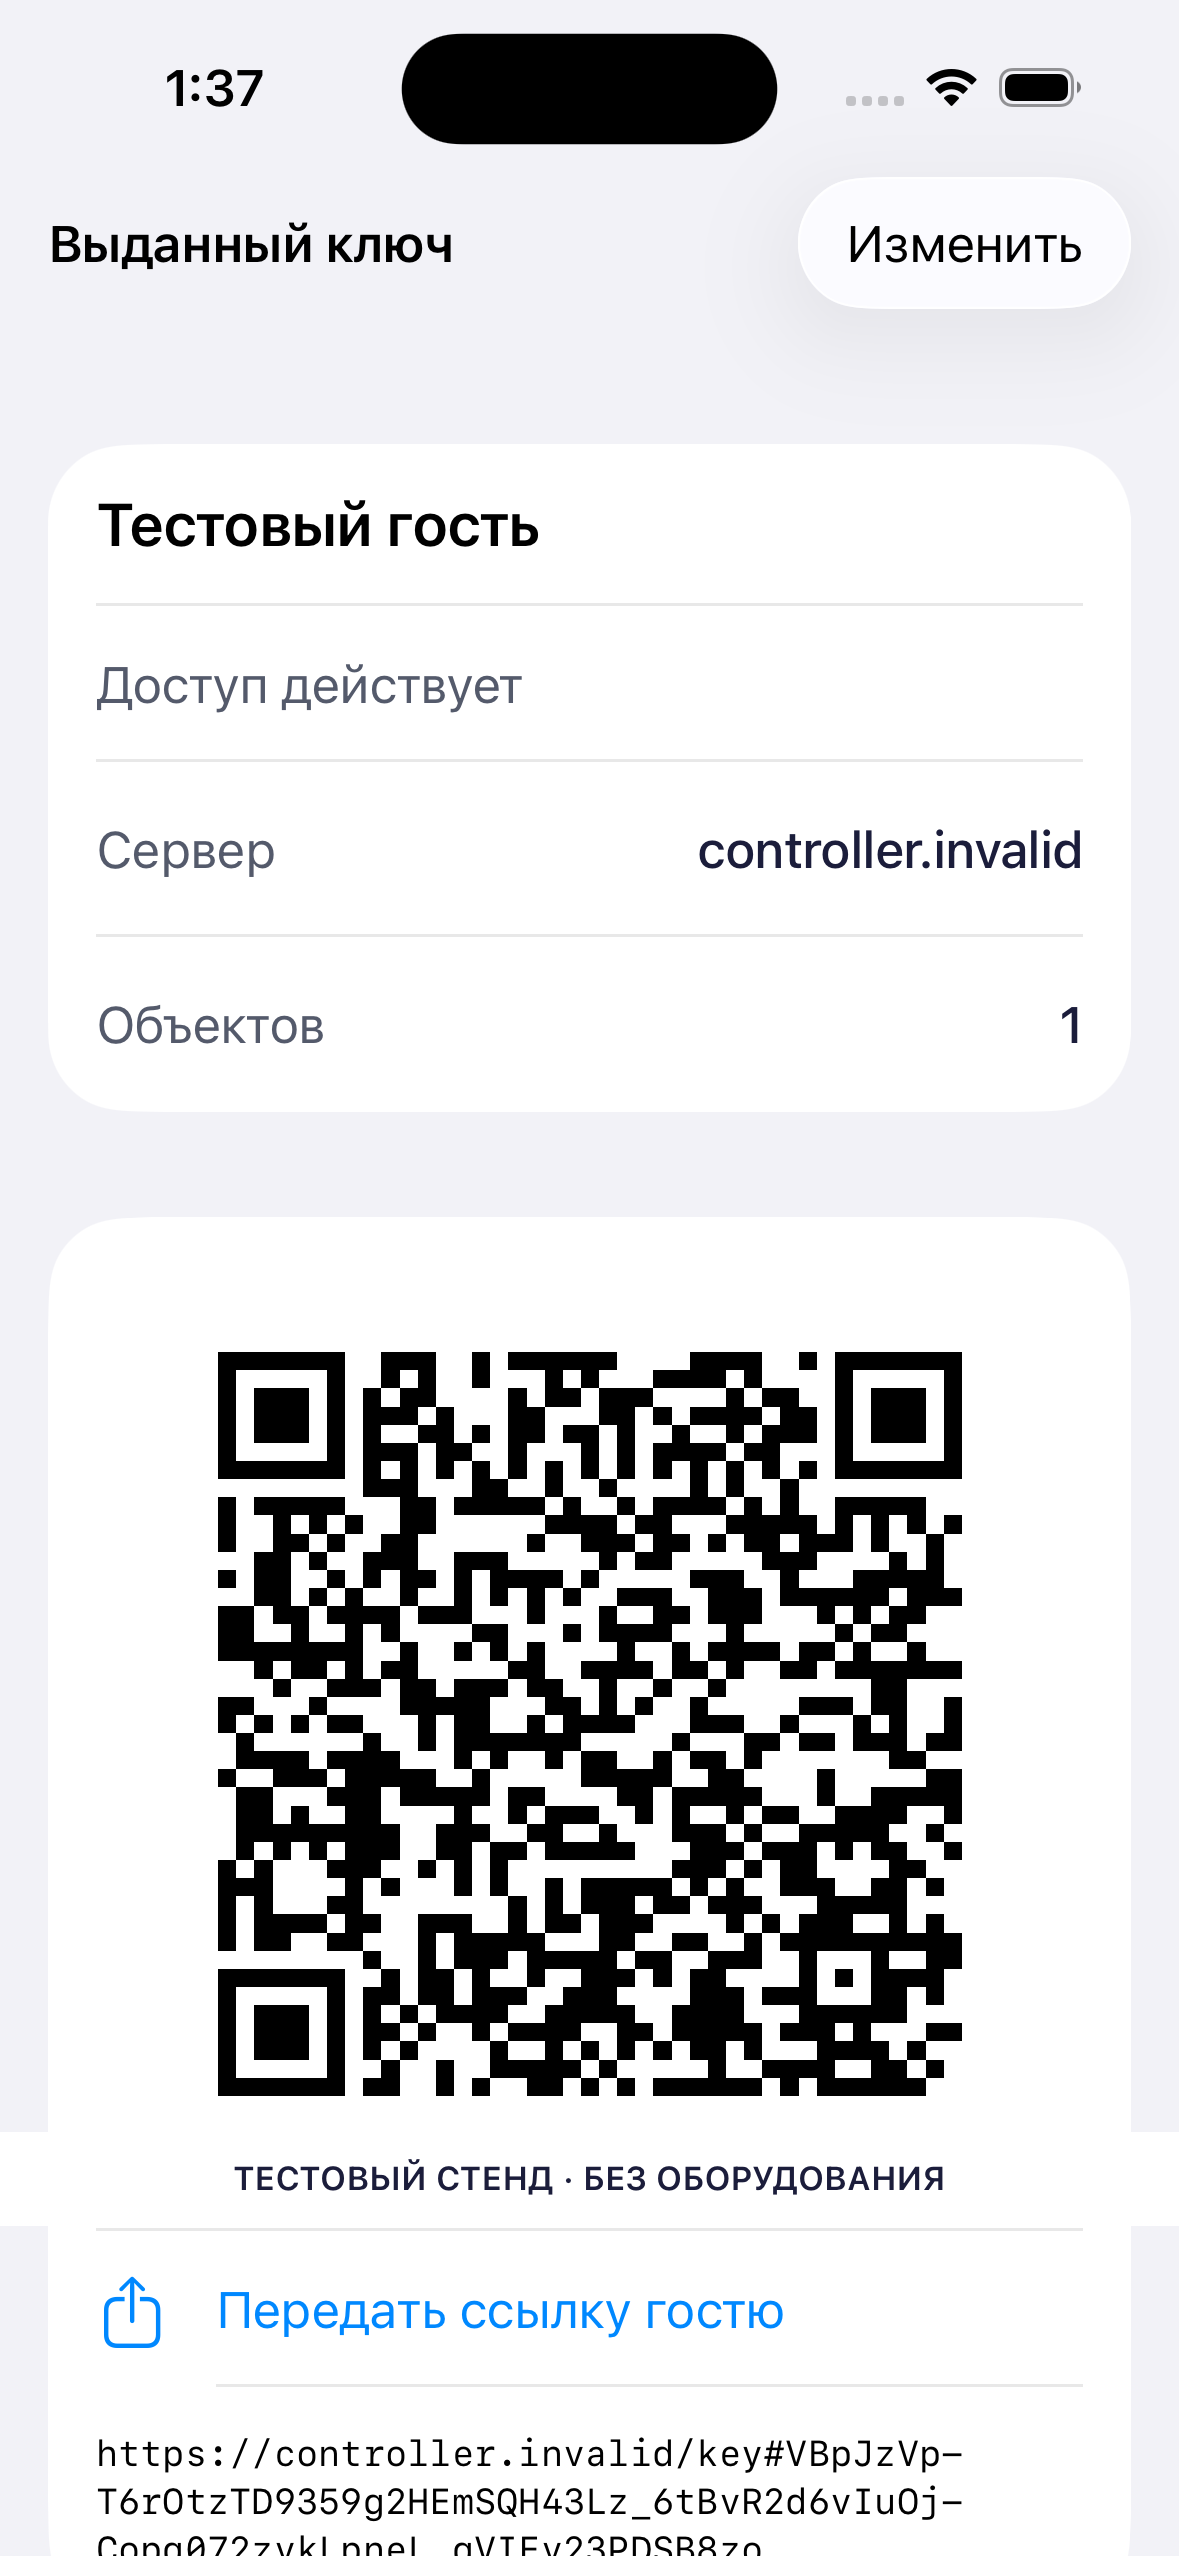 1:37
Выданный ключ
Изменить
Тестовый гость
Доступ действует
Сервер controller.invalid
Объектов 1
ТЕСТОВЫЙ СТЕНД · БЕЗ ОБОРУДОВАНИЯ
Передать ссылку гостю
https://controller.invalid/key#VBpJzVp-
T6rOtzTD9359g2HEmSQH43Lz_6tBvR2d6vIuOj-